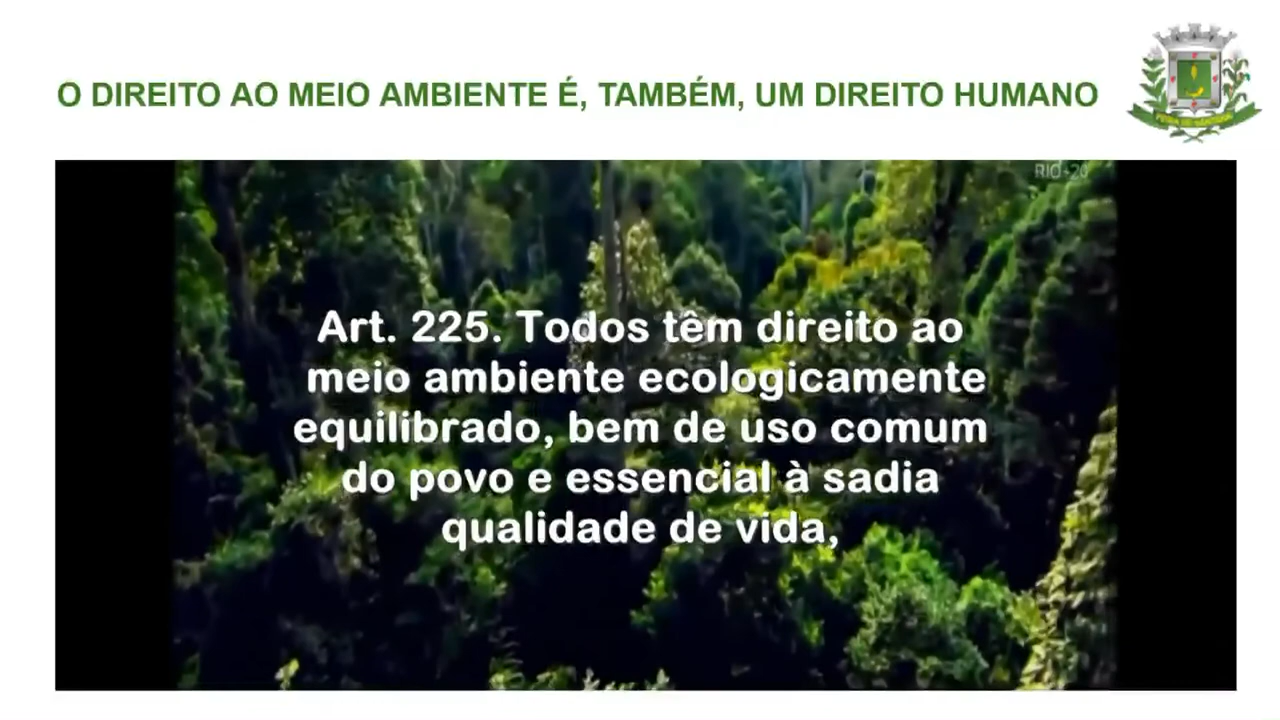 O DIREITO AO MEIO AMBIENTE É, TAMBÉM, UM DIREITO HUMANO
RIO+20
Art. 225. Todos têm direito ao
meio ambiente ecologicamente
equilibrado, bem de uso comum
do povo e essencial à sadia
qualidade de vida,